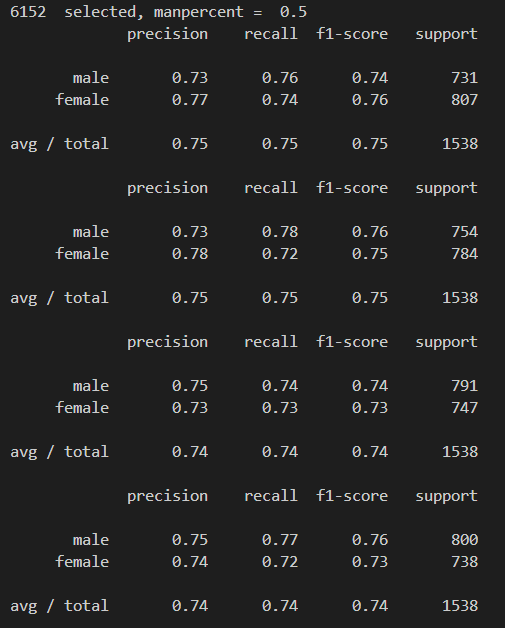 6152  selected, manpercent =  0.5
             precision    recall  f1-score   support

       male       0.73      0.76      0.74       731
     female       0.77      0.74      0.76       807

avg / total       0.75      0.75      0.75      1538

             precision    recall  f1-score   support

       male       0.73      0.78      0.76       754
     female       0.78      0.72      0.75       784

avg / total       0.75      0.75      0.75      1538

             precision    recall  f1-score   support

       male       0.75      0.74      0.74       791
     female       0.73      0.73      0.73       747

avg / total       0.74      0.74      0.74      1538

             precision    recall  f1-score   support

       male       0.75      0.77      0.76       800
     female       0.74      0.72      0.73       738

avg / total       0.74      0.74      0.74      1538